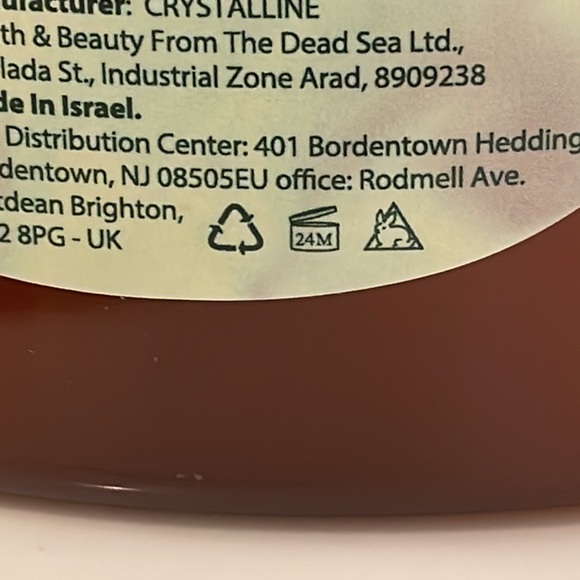 ufacturer: CRYSTALLINE
th & Beauty From The Dead Sea Ltd.,
lada St., Industrial Zone Arad, 8909238
de In Israel.
Distribution Center: 401 Bordentown Hedding
dentown, NJ 08505EU office: Rodmell Ave.
tdean Brighton,
2 8PG - UK
24M